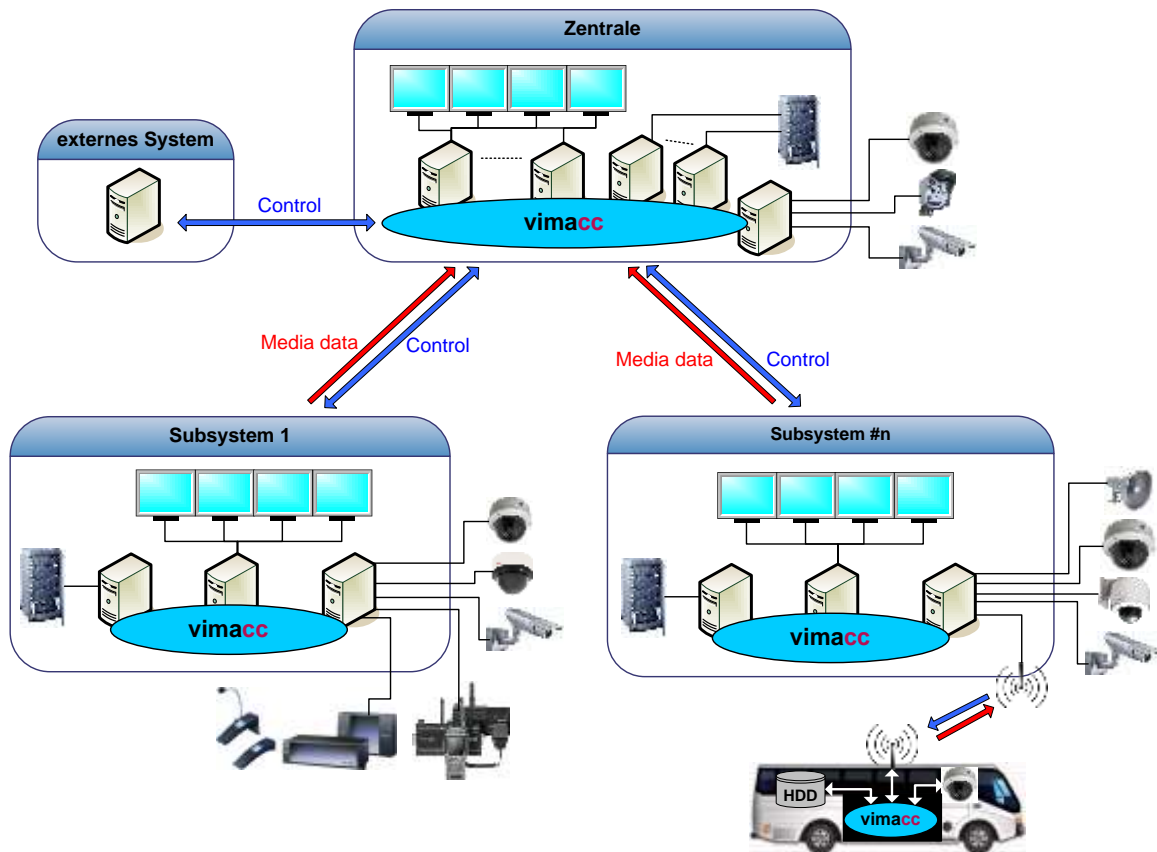 Zentrale
externes System
Control
vimacc
Media data
Control
Media data
Control
Subsystem 1
Subsystem #n
vimacc
vimacc
HDD
vimacc